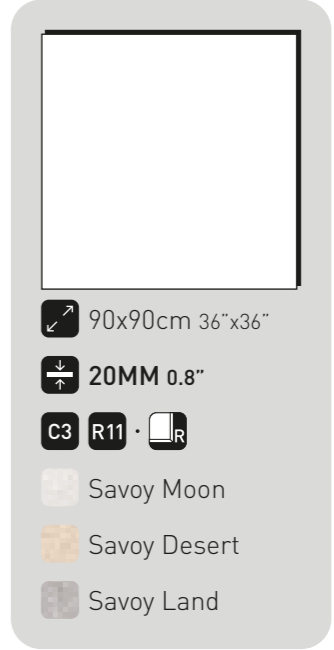 90x90cm 36”x36”
20MM 0.8”
C3 R11 · R
Savoy Moon
Savoy Desert
Savoy Land